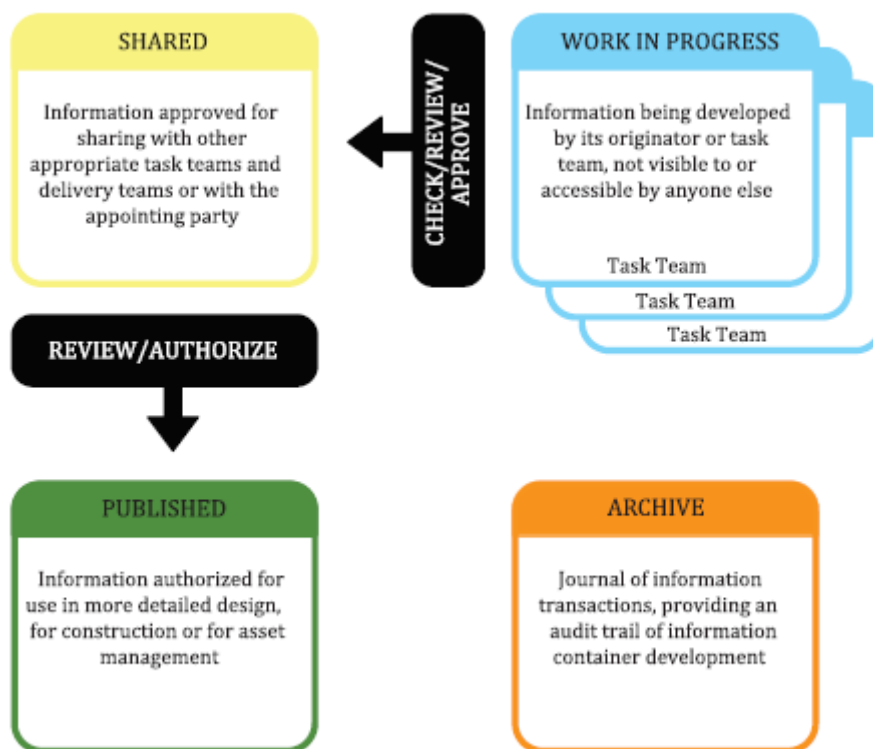 SHARED
Information approved for
sharing with other
appropriate task teams and
delivery teams or with the
appointing party
CHECK/REVIEW/
APPROVE
WORK IN PROGRESS
Information being developed
by its originator or task
team, not visible to or
accessible by anyone else
Task Team
Task Team
Task Team
REVIEW/AUTHORIZE
PUBLISHED
Information authorized for
use in more detailed design,
for construction or for asset
management
ARCHIVE
Journal of information
transactions, providing an
audit trail of information
container development